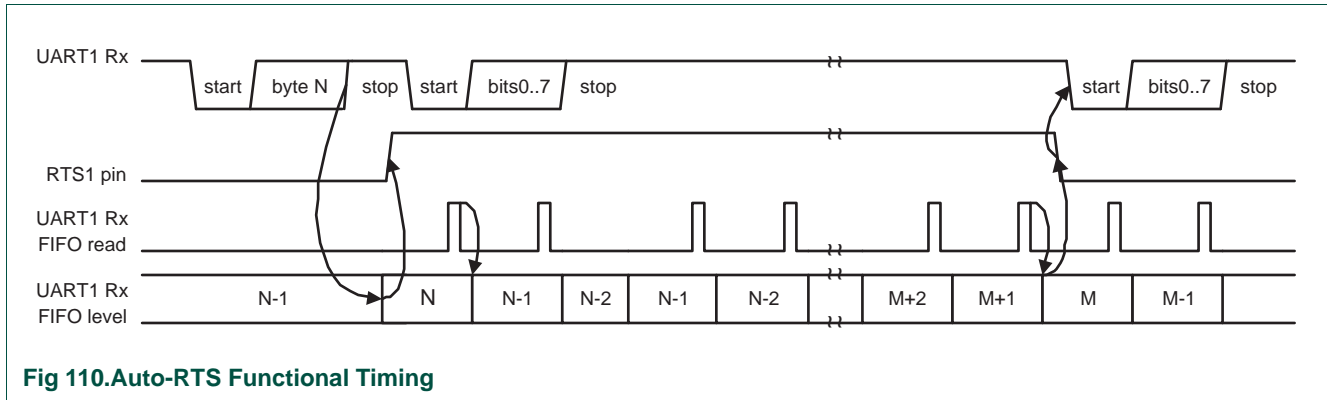 UART1 Rx
start
byte N
stop
start
bits0..7
stop
start
bits0..7
stop
RTS1 pin
UART1 Rx
FIFO read
UART1 Rx
FIFO level
N-1
N
N-1
N-2
N-1
N-2
M+2
M+1
M
M-1
Fig 110.Auto-RTS Functional Timing